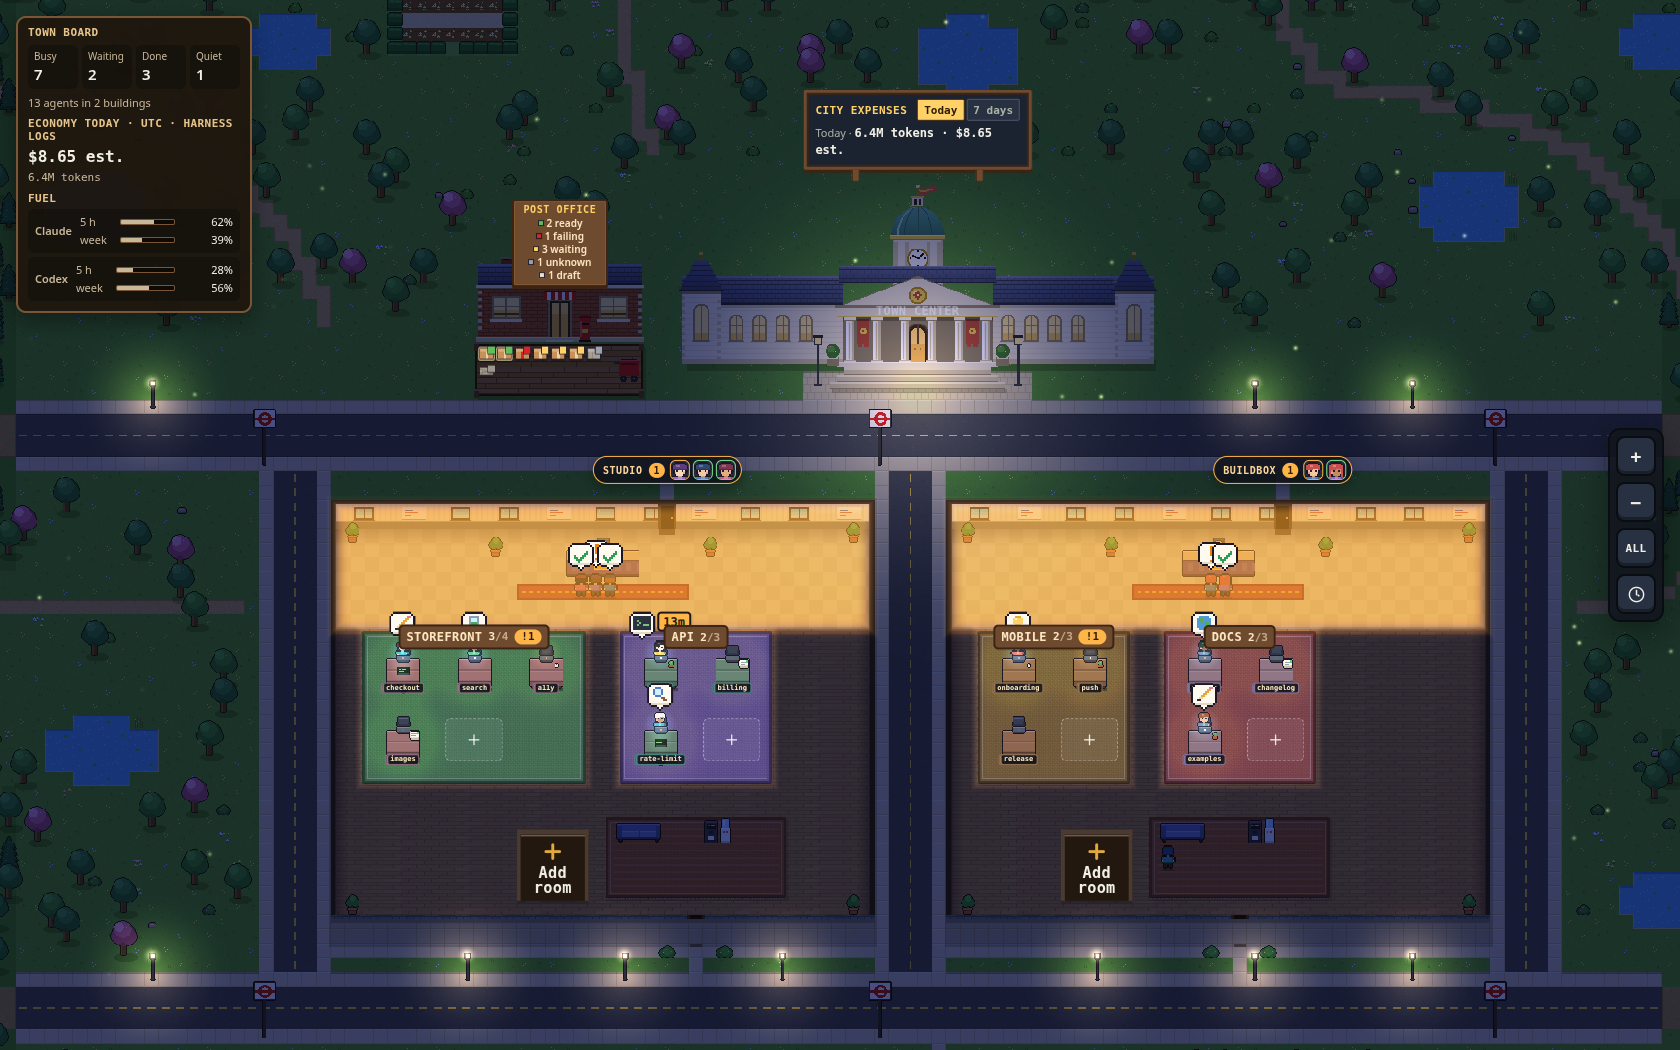 TOWN BOARD
Busy Waiting Done Quiet
7 2 3 1
13 agents in 2 buildings
ECONOMY TODAY · UTC · HARNESS
LOGS
$8.65 est.
6.4M tokens
FUEL
Claude 5 h 62%
week 39%
Codex 5 h 28%
week 56%
CITY EXPENSES Today 7 days
Today · 6.4M tokens · $8.65
est.
POST OFFICE
2 ready
1 failing
3 waiting
1 unknown
1 draft
TOWN CENTER
STUDIO 1
BUILDBOX 1
+
−
ALL
13m
STOREFRONT 3/4 !1
API 2/3
MOBILE 2/3 !1
DOCS 2/3
checkout
search
a11y
billing
onboarding
push
changelog
images
+
rate-limit
+
release
+
examples
+
+
Add
room
+
Add
room